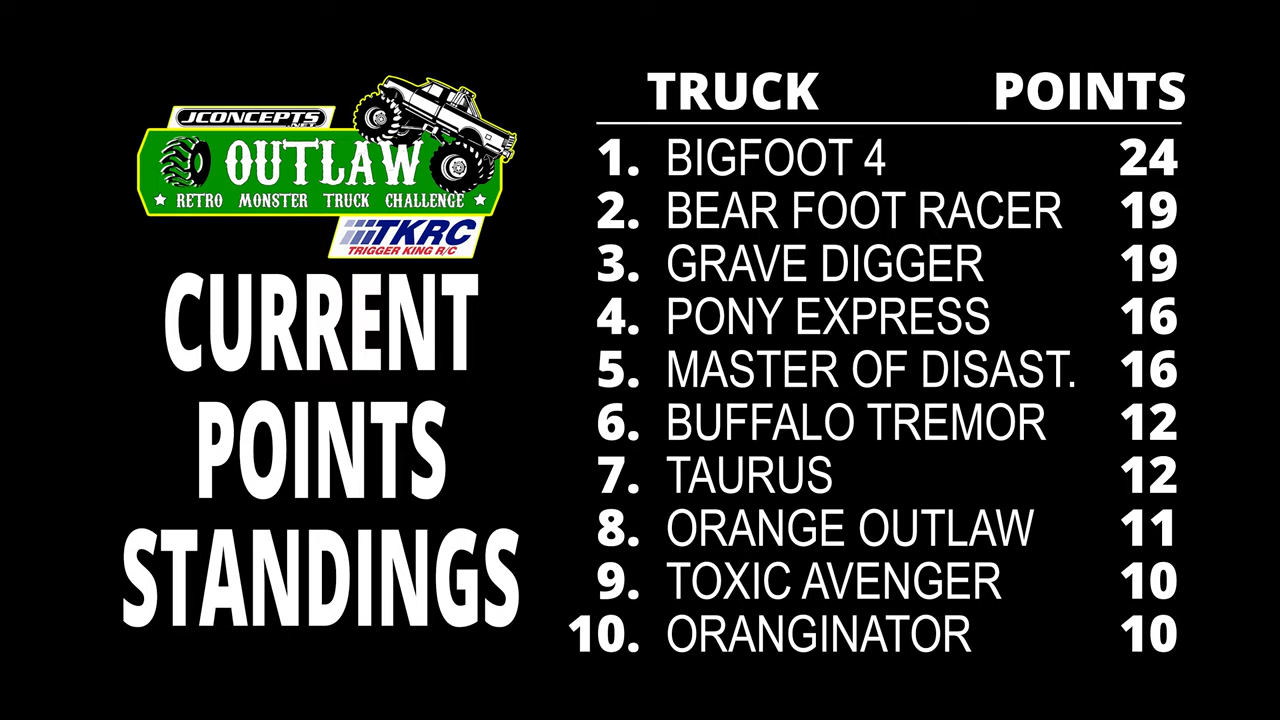 JCONCEPTS
.NET
OUTLAW
RETRO MONSTER TRUCK CHALLENGE
TKRC
TRIGGER KING R/C
CURRENT
POINTS
STANDINGS
TRUCK POINTS
1. BIGFOOT 4 24
2. BEAR FOOT RACER 19
3. GRAVE DIGGER 19
4. PONY EXPRESS 16
5. MASTER OF DISAST. 16
6. BUFFALO TREMOR 12
7. TAURUS 12
8. ORANGE OUTLAW 11
9. TOXIC AVENGER 10
10. ORANGINATOR 10